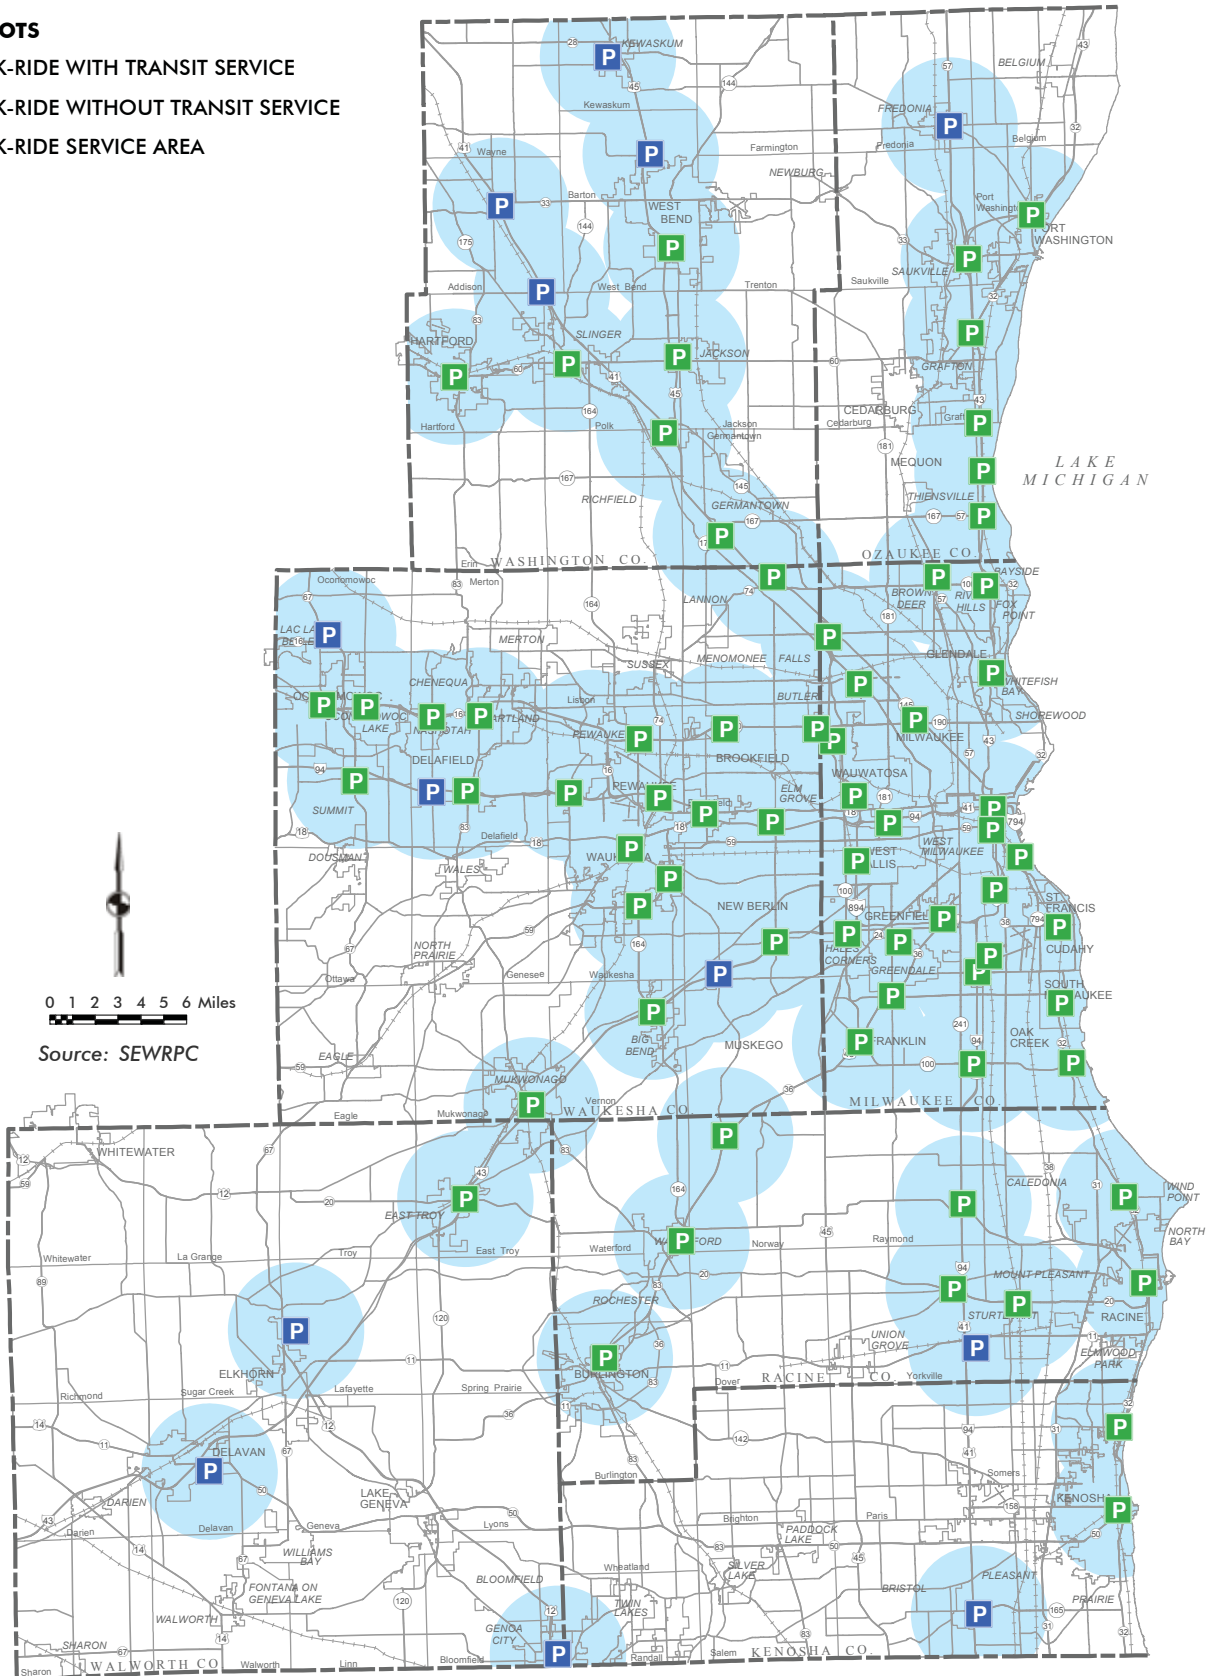 OTS
K-RIDE WITH TRANSIT SERVICE
K-RIDE WITHOUT TRANSIT SERVICE
K-RIDE SERVICE AREA
KEWASKUM
Kewaskum
BELGIUM
FREDONIA
Fredonia
Belgium
Wayne
Farmington
NEWBURG
Barton
WEST
BEND
Port
WASHINGTON
SAUKVILLE
Saukville
Addison
West Bend
Trenton
HARTFORD
SLINGER
JACKSON
GRAFTON
CEDARBURG
Cedarburg
Hartford
Polk
Jackson
Germantown
MEQUON
LAKE
MICHIGAN
THIENSVILLE
RICHFIELD
GERMANTOWN
Erin
WASHINGTON CO.
OZAUKEE CO.
Oconomowoc
Merton
LANNON
BROWN
DEER
BAYSIDE
HILLS
FOX
POINT
MERTON
SUSSEX
MENOMONEE FALLS
GLENDALE
CHENEQUA
Lisbon
BUTLER
BAY
SHOREWOOD
LAKE
MILWAUKEE
DELAFIELD
BROOKFIELD
WAUWATOSA
SUMMIT
ELM
GROVE
Delafield
DOUSMAN
WALES
WEST
MILWAUKEE
NEW BERLIN
ST.
FRANCIS
CUDAHY
NORTH
PRAIRIE
Ottawa
Genesee
Waukesha
HALES
CORNERS
GREENDALE
SOUTH
BIG
BEND
MUSKEGO
FRANKLIN
OAK
CREEK
EAGLE
MUKWONAGO
Eagle
Mukwonago
Vernon
WAUKESHA CO.
MILWAUKEE CO.
0 1 2 3 4 5 6 Miles
Source: SEWRPC
WHITEWATER
CALEDONIA
WIND
POINT
NORTH
BAY
EAST TROY
Whitewater
La Grange
Troy
East Troy
Waterford
Norway
Raymond
MOUNT PLEASANT
ROCHESTER
RACINE
UNION
GROVE
ELMWOOD
PARK
ELKHORN
BURLINGTON
Richmond
Sugar Creek
Lafayette
Spring Prairie
Dover
RACINE CO.
Yorkville
DELAVAN
Burlington
Somers
DARIEN
Darien
Delavan
LAKE
GENEVA
Geneva
Lyons
Brighton
Paris
KENOSHA
PADDOCK
LAKE
WILLIAMS
BAY
FONTANA ON
GENEVA LAKE
BLOOMFIELD
Wheatland
SILVER
LAKE
BRISTOL
PLEASANT
PRAIRIE
TWIN
LAKES
WALWORTH
GENOA
CITY
SHARON
Sharon
WALWORTH CO
Walworth
Linn
Bloomfield
Randall
Salem
KENOSHA CO.